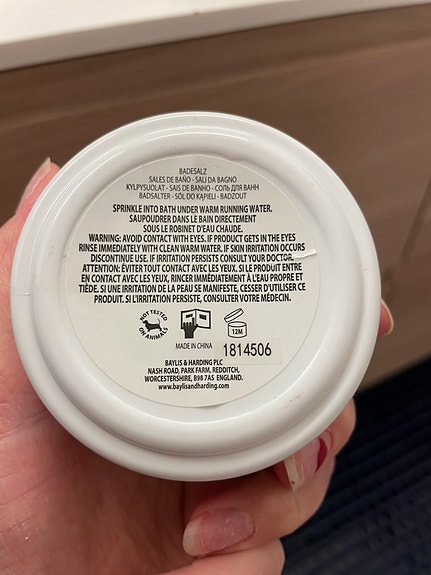 BADESALZ
SALES DE BAÑO - SALI DA BAGNO
KYLPYSUOLAT - SAIS DE BANHO - СОЛЬ ДЛЯ ВАНН
BADSALTER - SÓL DO KĄPIELI - BADZOUT
SPRINKLE INTO BATH UNDER WARM RUNNING WATER.
SAUPOUDRER DANS LE BAIN DIRECTEMENT
SOUS LE ROBINET D'EAU CHAUDE.
WARNING: AVOID CONTACT WITH EYES. IF PRODUCT GETS IN THE EYES
RINSE IMMEDIATELY WITH CLEAN WARM WATER. IF SKIN IRRITATION OCCURS
DISCONTINUE USE. IF IRRITATION PERSISTS CONSULT YOUR DOCTOR.
ATTENTION: ÉVITER TOUT CONTACT AVEC LES YEUX. SI LE PRODUIT ENTRE
EN CONTACT AVEC LES YEUX, RINCER IMMÉDIATEMENT À L'EAU PROPRE ET
TIÈDE. SI UNE IRRITATION DE LA PEAU SE MANIFESTE, CESSER D'UTILISER CE
PRODUIT. SI L'IRRITATION PERSISTE, CONSULTER VOTRE MÉDECIN.
NOT TESTED
ON ANIMALS
12M
MADE IN CHINA
1814506
BAYLIS & HARDING PLC
NASH ROAD, PARK FARM, REDDITCH,
WORCESTERSHIRE, B98 7AS ENGLAND.
www.baylisandharding.com